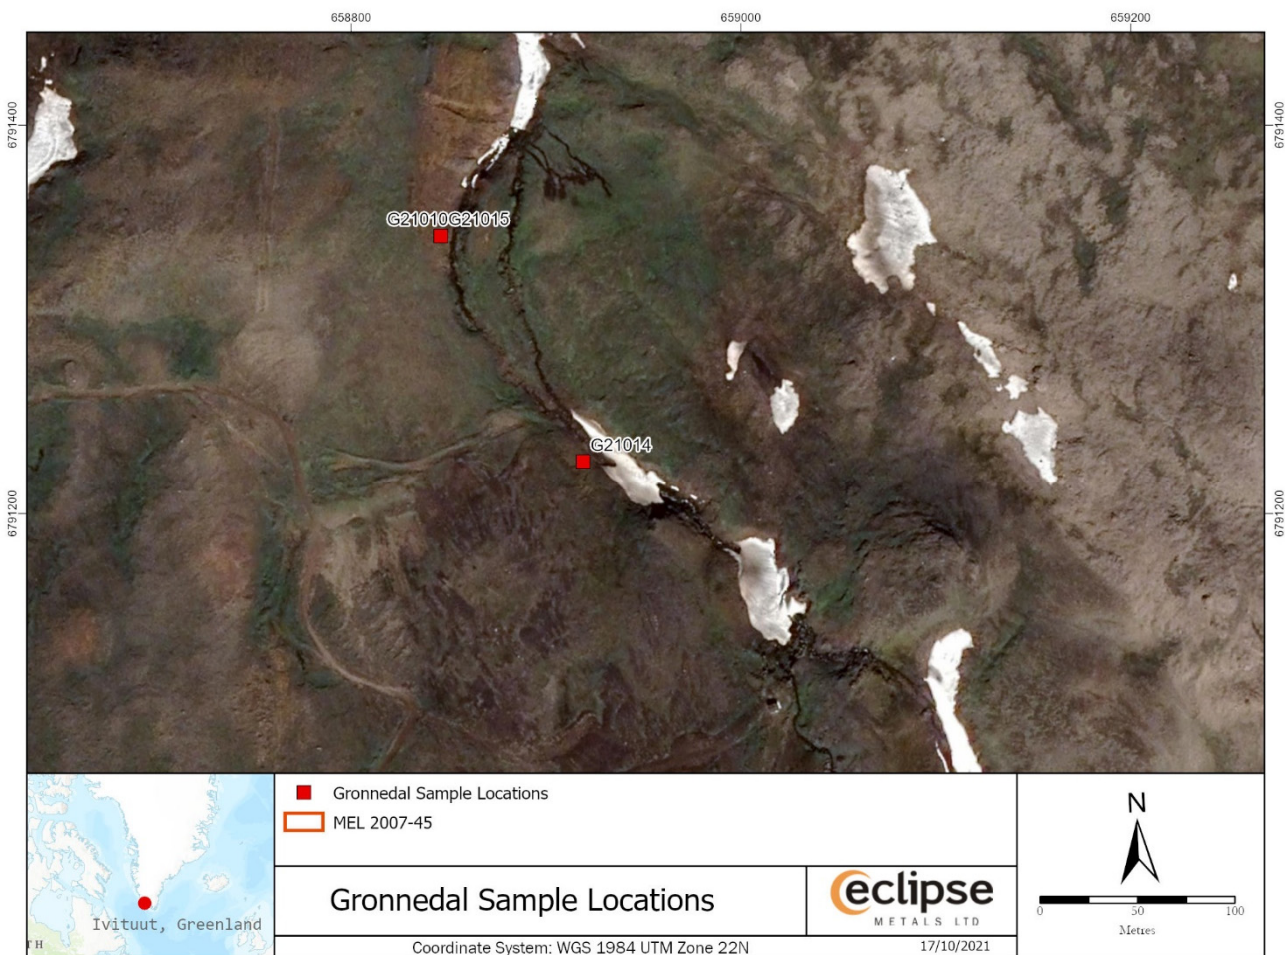 658800
659000
659200
6791400
6791400
G21010G21015
G21014
6791200
6791200
Gronnedal Sample Locations
MEL 2007-45
Ivituut, Greenland
TH
Gronnedal Sample Locations
eclipse
METALS LTD
Coordinate System: WGS 1984 UTM Zone 22N
17/10/2021
N
0
50
100
Metres